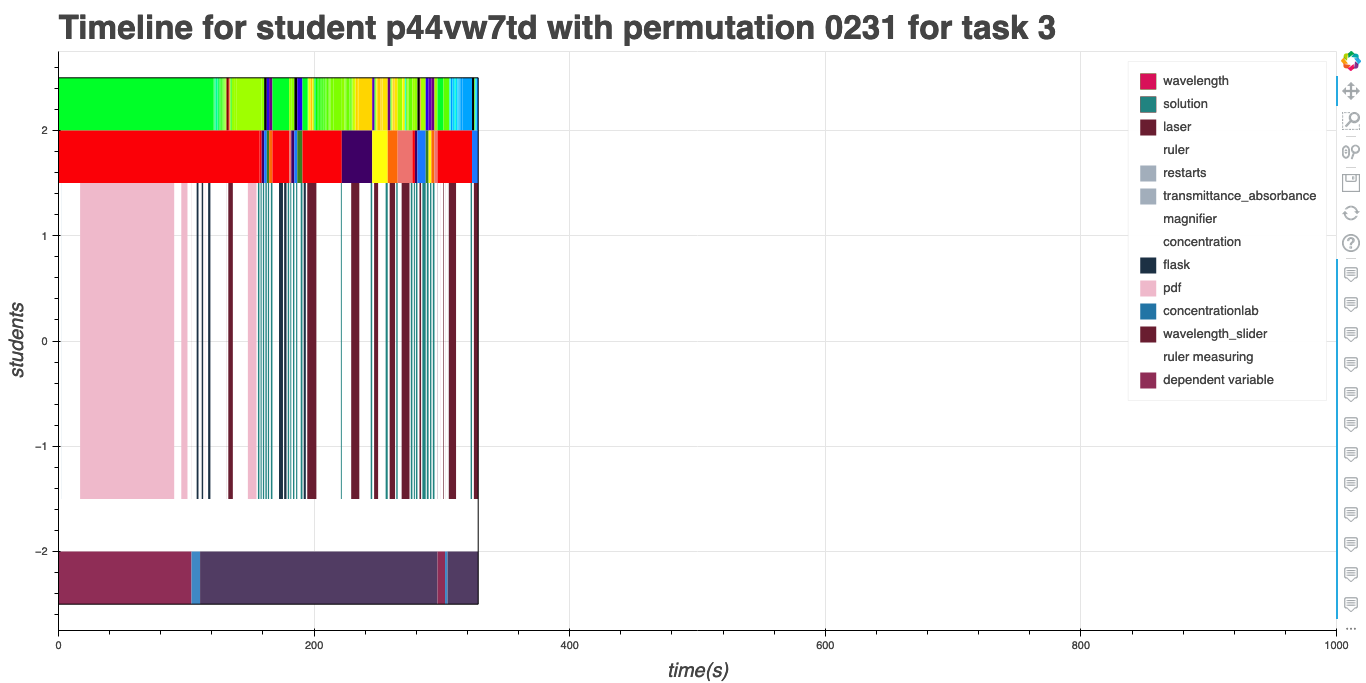 Timeline for student p44vw7td with permutation 0231 for task 3
wavelength
solution
laser
ruler
restarts
transmittance_absorbance
magnifier
concentration
flask
pdf
concentrationlab
wavelength_slider
ruler measuring
dependent variable
students
2
1
0
−1
−2
0
200
400
600
800
1000
time(s)